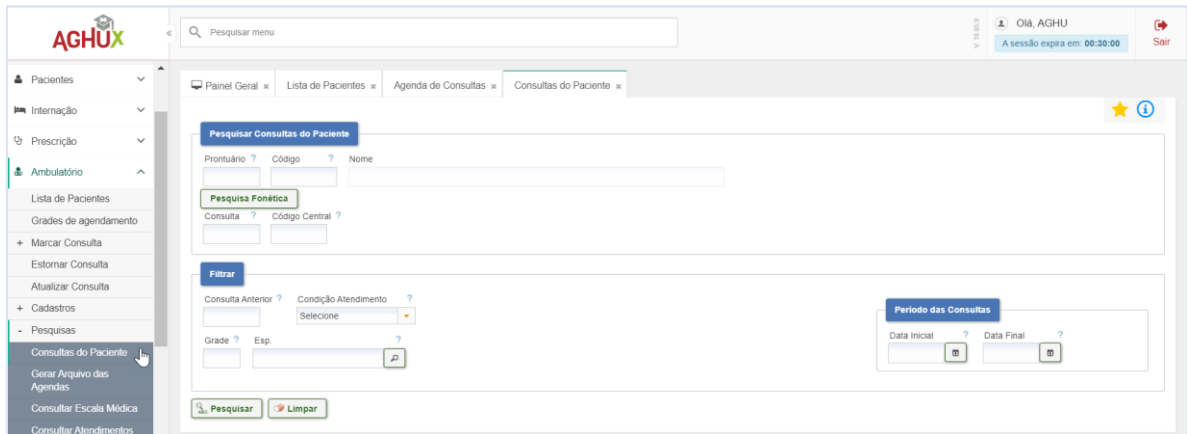 AGHUX
«
Pesquisar menu
Olá, AGHU
A sessão expira em: 00:30:00
Sair
Pacientes
Internação
Prescrição
Ambulatório
Lista de Pacientes
Grades de agendamento
+ Marcar Consulta
Estornar Consulta
Atualizar Consulta
+ Cadastros
- Pesquisas
Consultas do Paciente
Gerar Arquivo das
Agendas
Consultar Escala Médica
Consultar Atendimentos
Painel Geral × Lista de Pacientes × Agenda de Consultas × Consultas do Paciente ×
Pesquisar Consultas do Paciente
Prontuário ? Código ? Nome
Pesquisa Fonética
Consulta ? Código Central ?
Filtrar
Consulta Anterior ? Condição Atendimento ?
Selecione
Grade ? Esp. ?
Período das Consultas
Data Inicial ? Data Final ?
Pesquisar Limpar